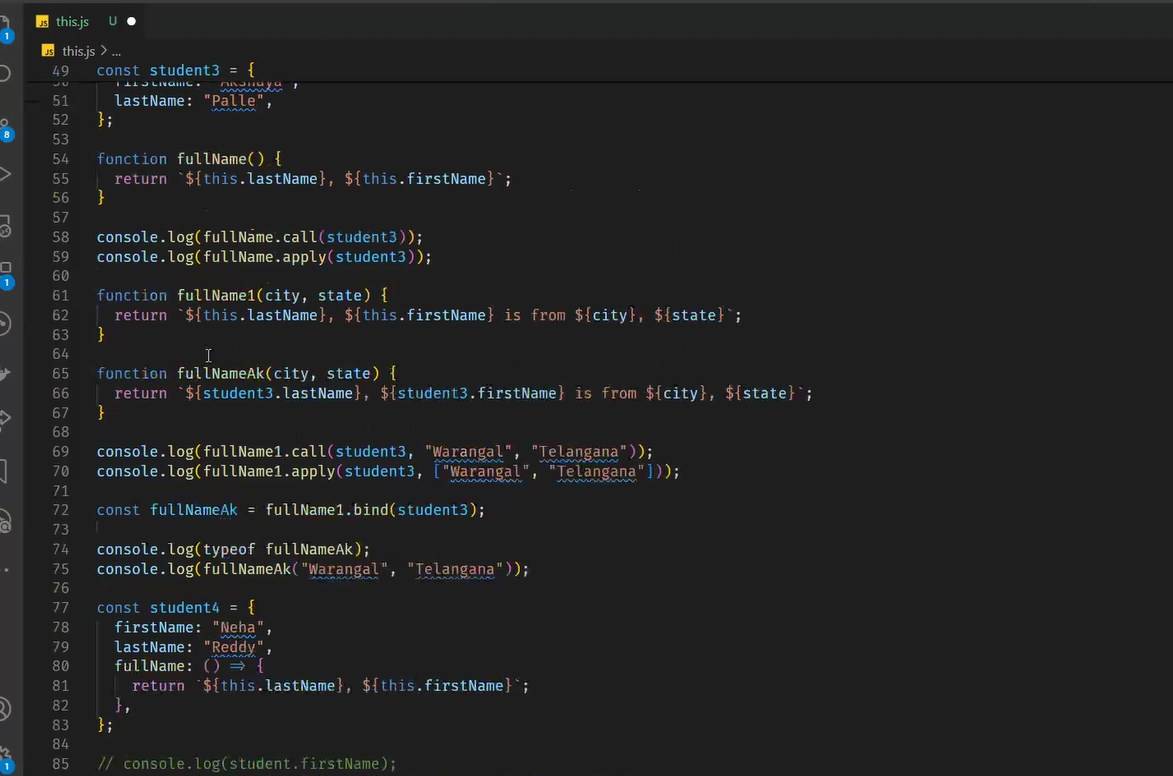 this.js U
this.js > ...
49 const student3 = {
50 firstName: "Akshaya",
51 lastName: "Palle",
52 };
53
54 function fullName() {
55 return `${this.lastName}, ${this.firstName}`;
56 }
57
58 console.log(fullName.call(student3));
59 console.log(fullName.apply(student3));
60
61 function fullName1(city, state) {
62 return `${this.lastName}, ${this.firstName} is from ${city}, ${state}`;
63 }
64
65 function fullNameAk(city, state) {
66 return `${student3.lastName}, ${student3.firstName} is from ${city}, ${state}`;
67 }
68
69 console.log(fullName1.call(student3, "Warangal", "Telangana"));
70 console.log(fullName1.apply(student3, ["Warangal", "Telangana"]));
71
72 const fullNameAk = fullName1.bind(student3);
73
74 console.log(typeof fullNameAk);
75 console.log(fullNameAk("Warangal", "Telangana"));
76
77 const student4 = {
78 firstName: "Neha",
79 lastName: "Reddy",
80 fullName: () => {
81 return `${this.lastName}, ${this.firstName}`;
82 },
83 };
84
85 // console.log(student.firstName);